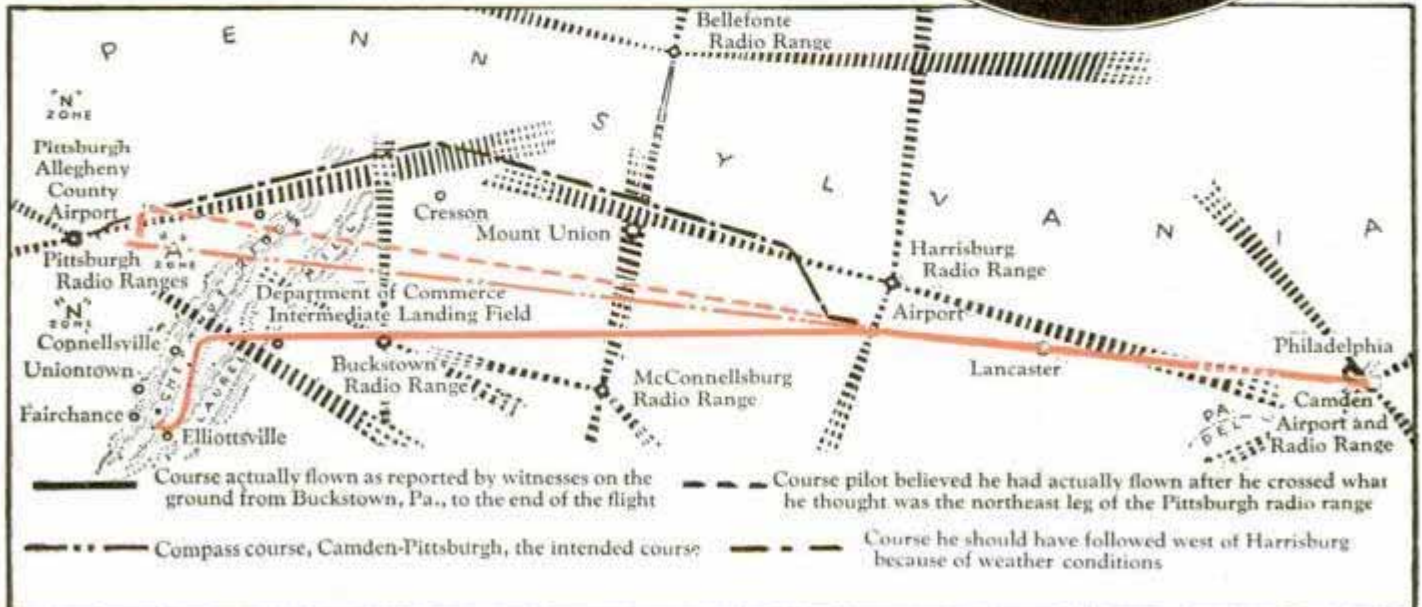 PENNSYLVANIA
Bellefonte
Radio Range
"N"
ZONE
Pittsburgh
Allegheny
County
Airport
Cresson
Mount Union
Harrisburg
Radio Range
Pittsburgh
Radio Ranges
"A"
ZONE
RIDGE
HILL
Department of Commerce
Intermediate Landing Field
Airport
"N"
ZONE
Connellsville
Uniontown
Buckstown
Radio Range
McConnellsburg
Radio Range
Lancaster
Philadelphia
Fairchance
LAUREL
Elliottsville
PA
DEL
Camden
Airport and
Radio Range
Course actually flown as reported by witnesses on the
ground from Buckstown, Pa., to the end of the flight
Course pilot believed he had actually flown after he crossed what
he thought was the northeast leg of the Pittsburgh radio range
Compass course, Camden-Pittsburgh, the intended course
Course he should have followed west of Harrisburg
because of weather conditions